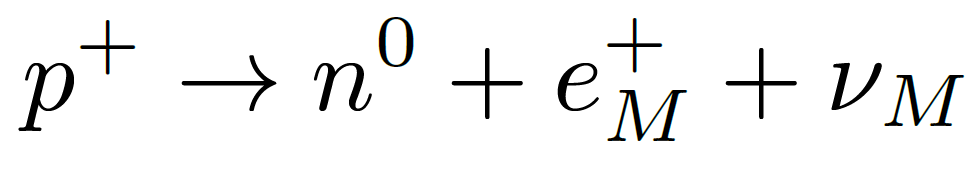 p⁺ → n⁰ + e⁺_M + ν_M